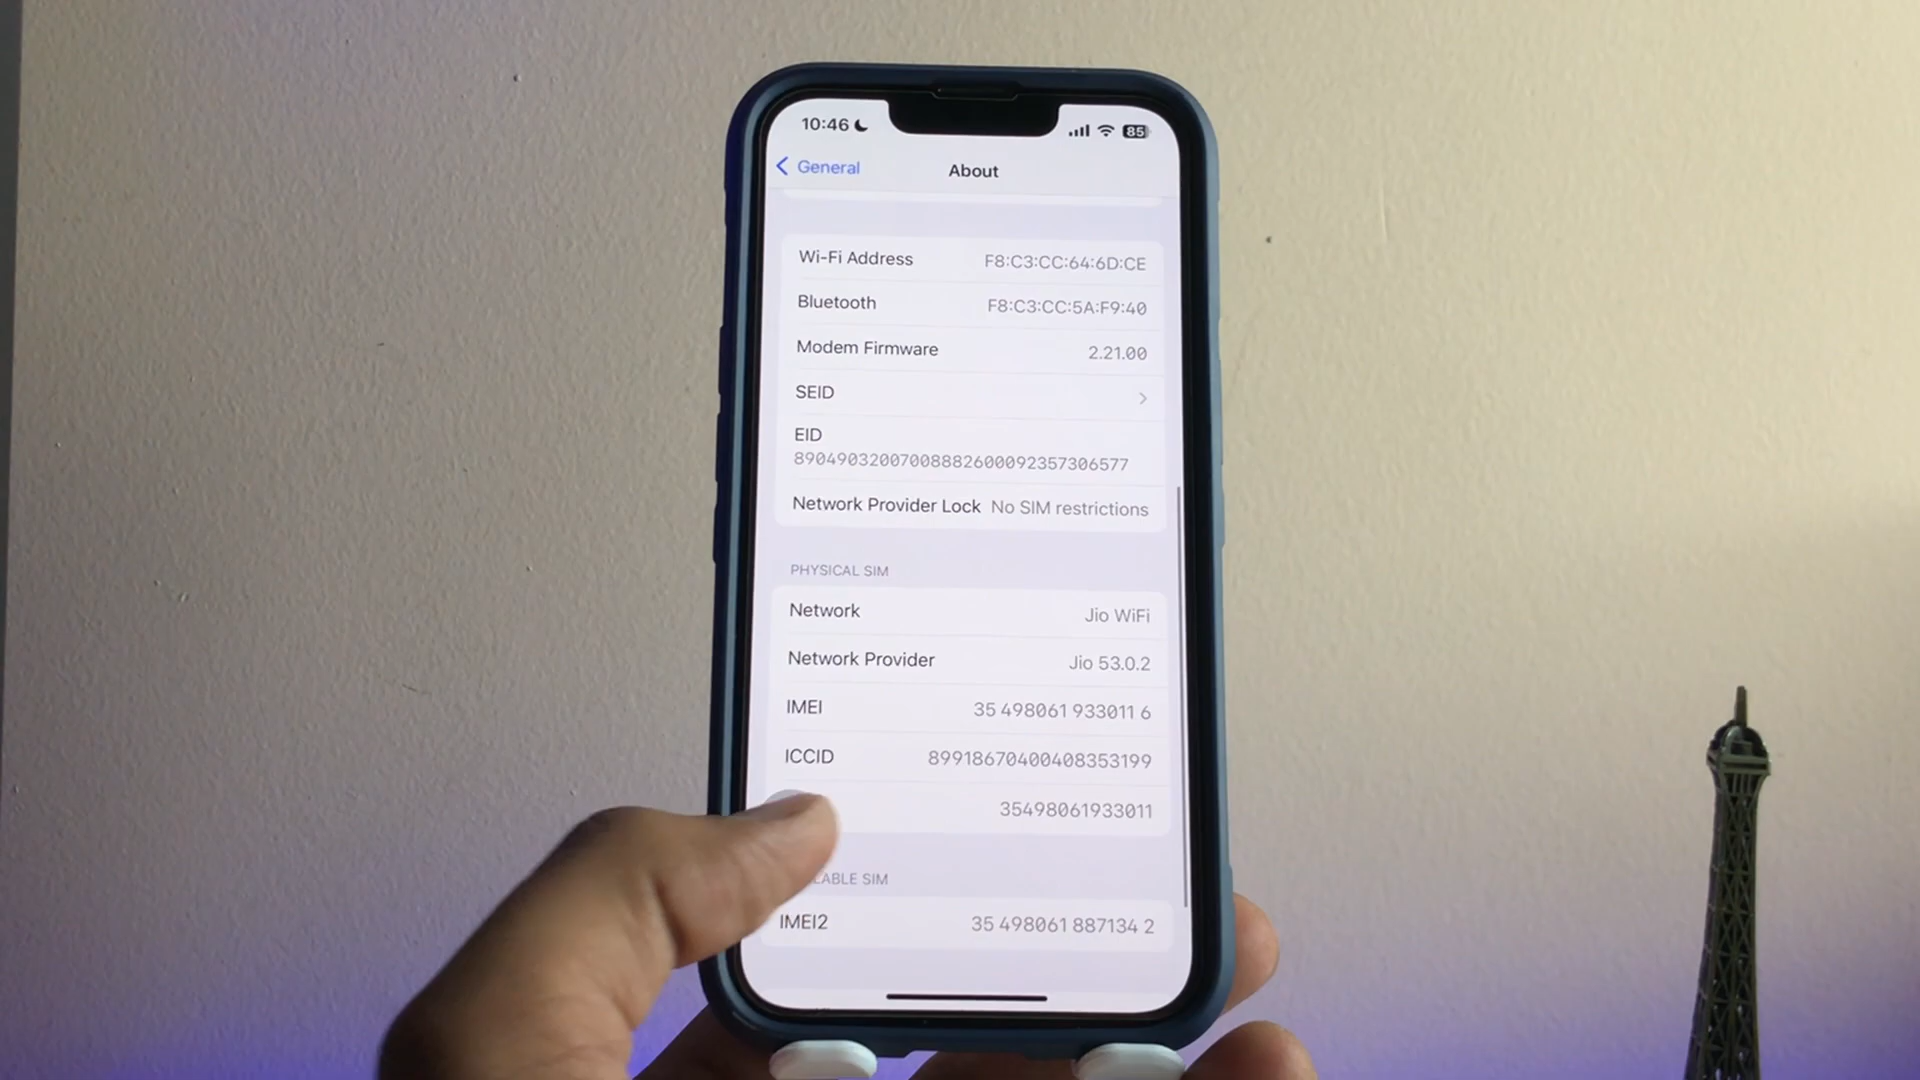 10:46
85
General
About
Wi-Fi Address F8:C3:CC:64:6D:CE
Bluetooth F8:C3:CC:5A:F9:40
Modem Firmware 2.21.00
SEID
EID
89049032007008882600092357306577
Network Provider Lock No SIM restrictions
PHYSICAL SIM
Network Jio WiFi
Network Provider Jio 53.0.2
IMEI 35 498061 933011 6
ICCID 89918670400408353199
35498061933011
LABLE SIM
IMEI2 35 498061 887134 2